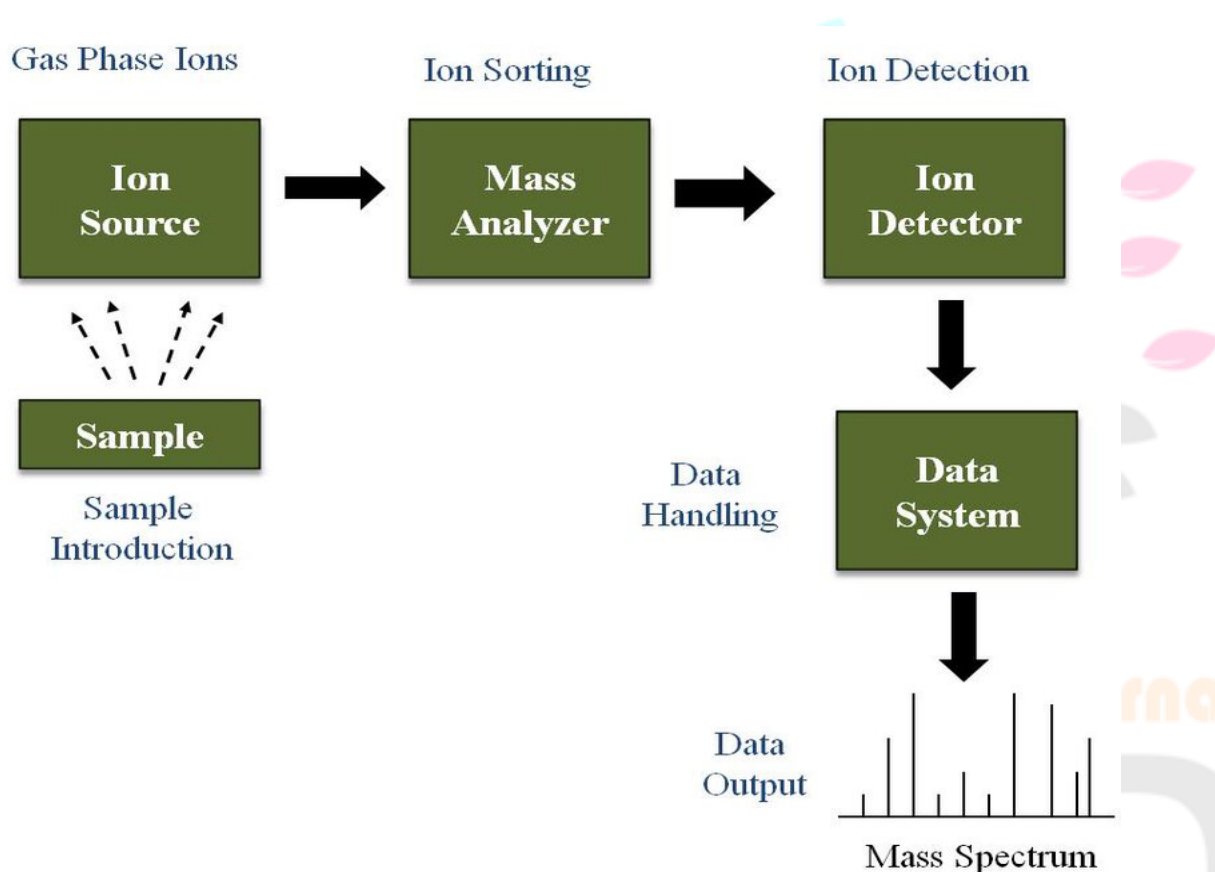 Gas Phase Ions
Ion Sorting
Ion Detection
Ion
Source
Mass
Analyzer
Ion
Detector
Sample
Sample
Introduction
Data
Handling
Data
System
Data
Output
Mass Spectrum
rna